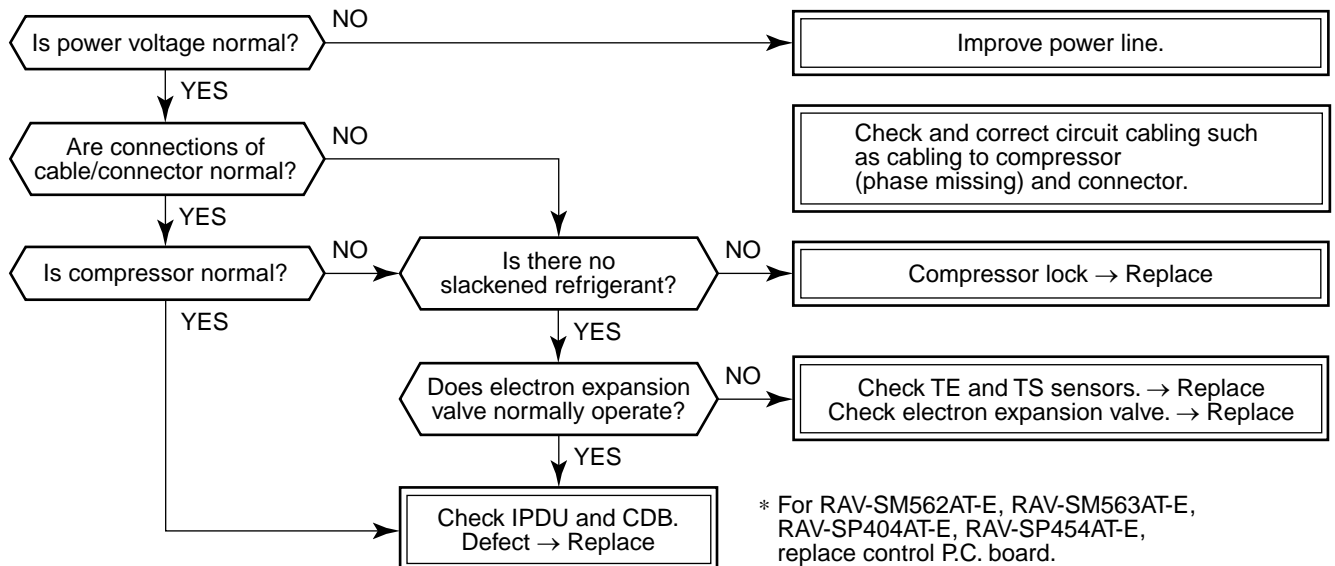 Is power voltage normal?
NO
Improve power line.
YES
Are connections of
cable/connector normal?
NO
Check and correct circuit cabling such
as cabling to compressor
(phase missing) and connector.
YES
Is compressor normal?
NO
Is there no
slackened refrigerant?
NO
Compressor lock → Replace
YES
YES
Does electron expansion
valve normally operate?
NO
Check TE and TS sensors. → Replace
Check electron expansion valve. → Replace
YES
Check IPDU and CDB.
Defect → Replace
* For RAV-SM562AT-E, RAV-SM563AT-E,
RAV-SP404AT-E, RAV-SP454AT-E,
replace control P.C. board.